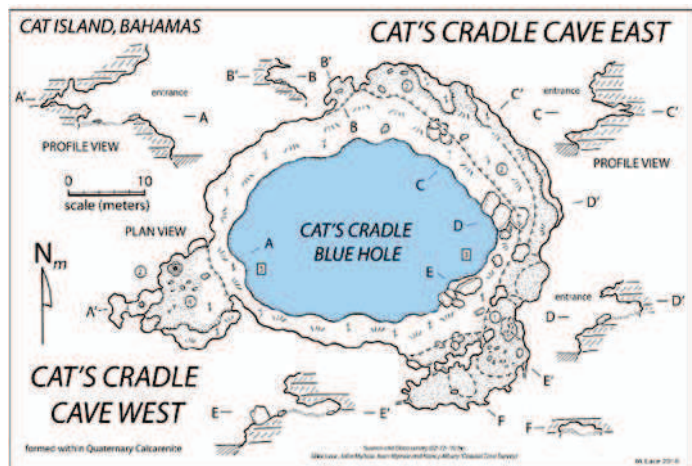 CAT ISLAND, BAHAMAS
CAT'S CRADLE CAVE EAST
B'
B'
B
A'
entrance
A
PROFILE VIEW
B
C'
entrance
C
C'
PROFILE VIEW
0 10
scale (meters)
C
D
D'
PLAN VIEW
CAT'S CRADLE
BLUE HOLE
A
E
N m
A'
entrance
D
D'
CAT'S CRADLE
CAVE WEST
E
E'
E'
F
F
formed within Quaternary Calcarenite